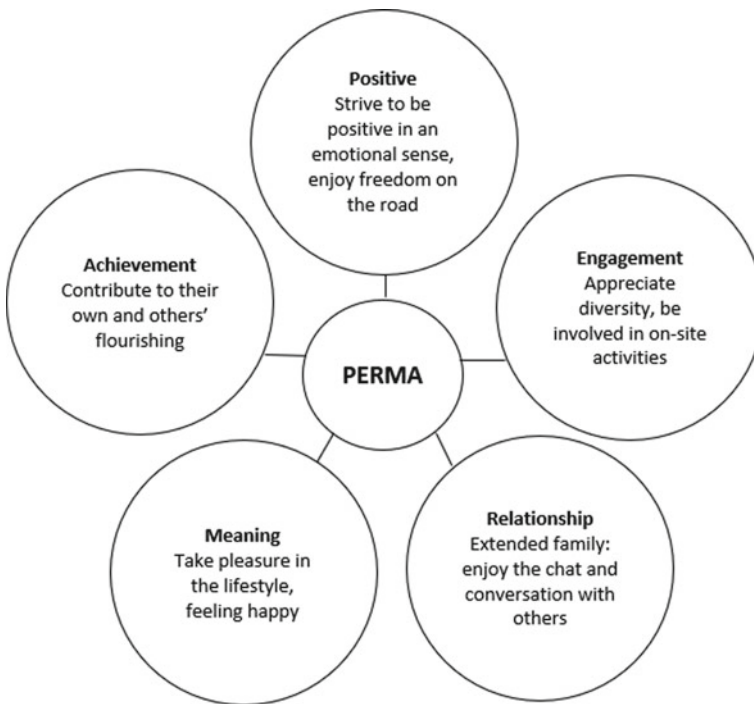 Positive
Strive to be
positive in an
emotional sense,
enjoy freedom on
the road
Achievement
Contribute to their
own and others’
flourishing
Engagement
Appreciate
diversity, be
involved in on-site
activities
PERMA
Meaning
Take pleasure in
the lifestyle,
feeling happy
Relationship
Extended family:
enjoy the chat and
conversation with
others